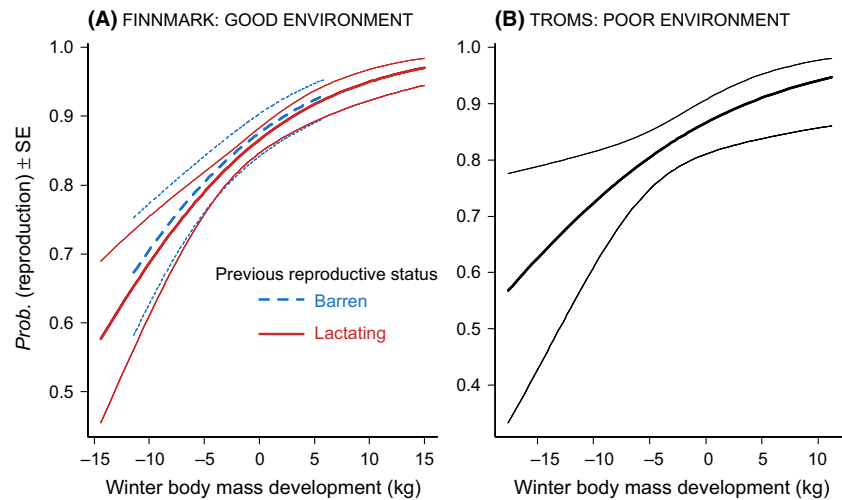 (A) FINNMARK: GOOD ENVIRONMENT
Prob. (reproduction) ± SE
1.0
0.9
0.8
0.7
0.6
0.5
Previous reproductive status
Barren
Lactating
–15 –10 –5 0 5 10 15
Winter body mass development (kg)
(B) TROMS: POOR ENVIRONMENT
1.0
0.9
0.8
0.7
0.6
0.5
0.4
–15 –10 –5 0 5 10
Winter body mass development (kg)